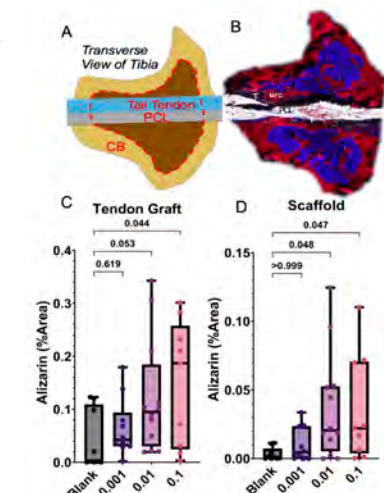 A
Transverse
View of Tibia
Tail Tendon
PCL
CB
B
PCL
C
Tendon Graft
0.044
0.053
0.619
Alizarin (%Area)
0.4
0.3
0.2
0.1
0.0
Blank
0.001
0.01
0.1
D
Scaffold
0.047
0.048
>0.999
Alizarin (%Area)
0.15
0.10
0.05
0.00
Blank
0.001
0.01
0.1